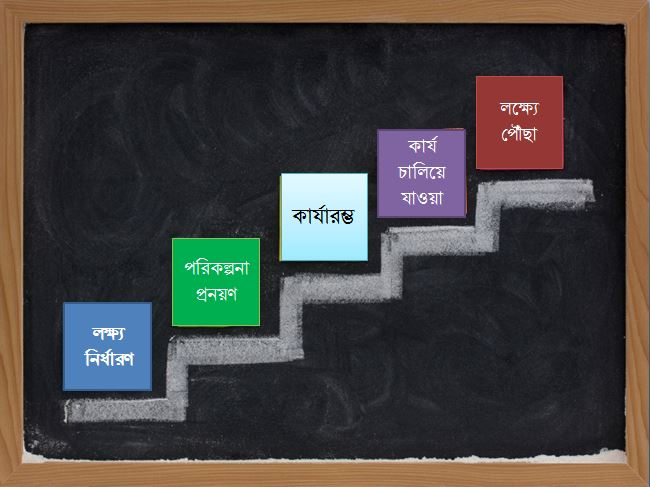 লক্ষ্য
নির্ধারণ
পরিকল্পনা
প্রনয়ণ
কার্যারম্ভ
কার্য
চালিয়ে
যাওয়া
লক্ষ্যে
পৌঁছা